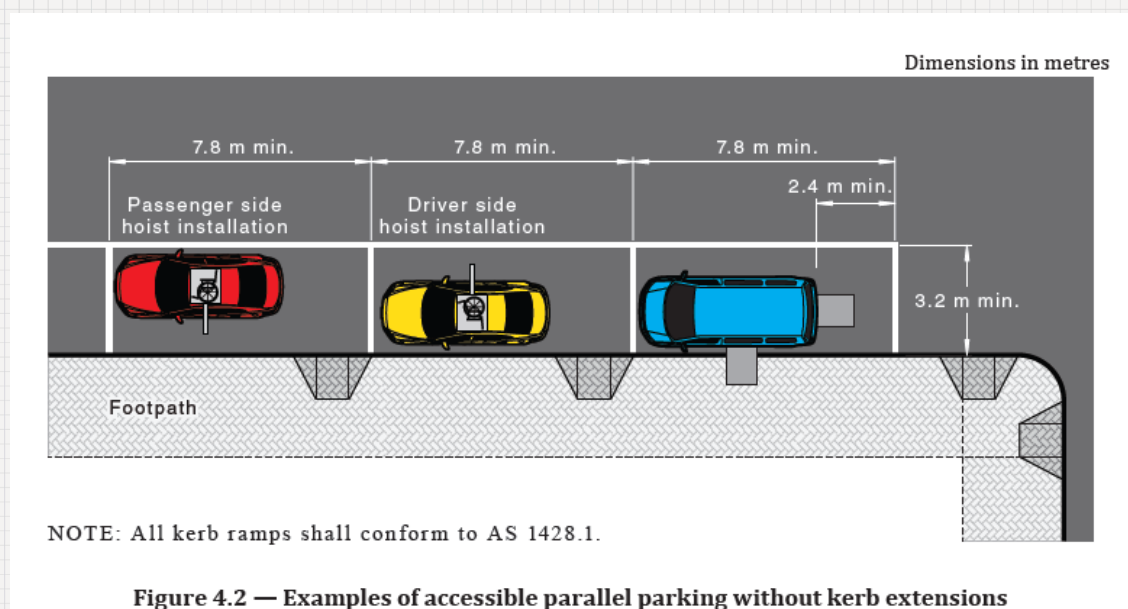 Dimensions in metres
7.8 m min.
7.8 m min.
7.8 m min.
2.4 m min.
Passenger side
hoist installation
Driver side
hoist installation
3.2 m min.
Footpath
NOTE: All kerb ramps shall conform to AS 1428.1.
Figure 4.2 — Examples of accessible parallel parking without kerb extensions